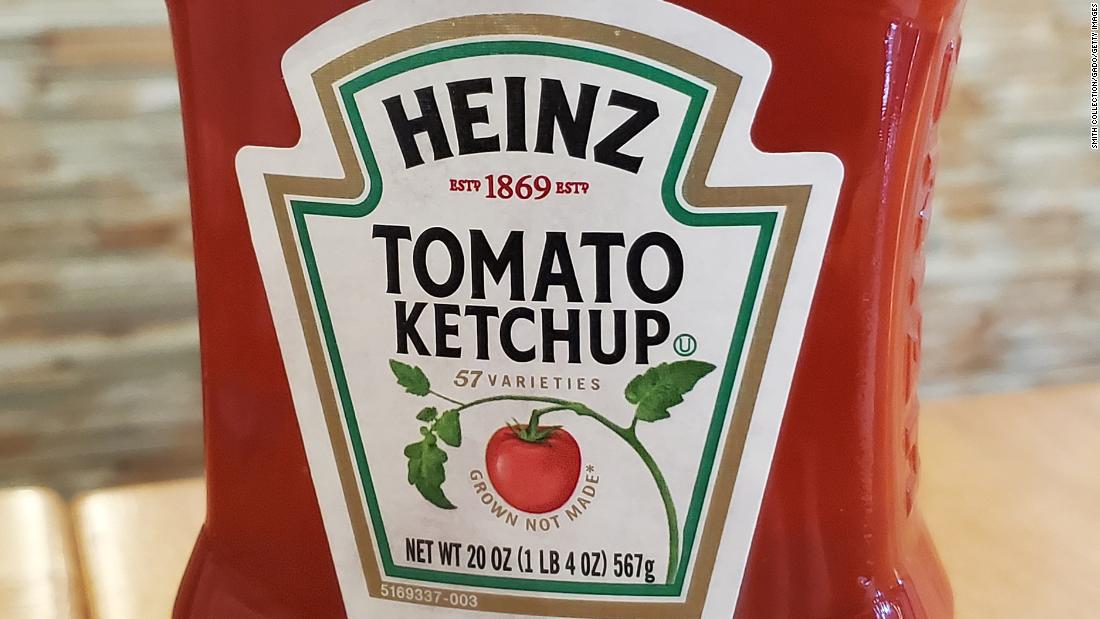 HEINZ
ESTD 1869 ESTD
TOMATO
KETCHUP Ⓤ
57 VARIETIES
GROWN NOT MADE*
NET WT 20 OZ (1 LB 4 OZ) 567g
5169337-003
SMITH COLLECTION/GADO/GETTY IMAGES